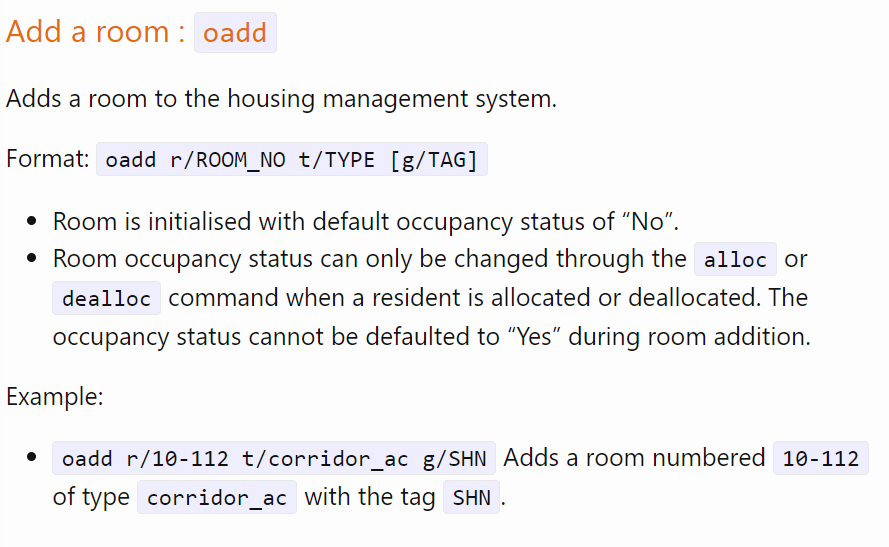 Add a room : oadd
Adds a room to the housing management system.
Format: oadd r/ROOM_NO t/TYPE [g/TAG]
• Room is initialised with default occupancy status of “No”.
• Room occupancy status can only be changed through the alloc or
dealloc command when a resident is allocated or deallocated. The
occupancy status cannot be defaulted to “Yes” during room addition.
Example:
• oadd r/10-112 t/corridor_ac g/SHN Adds a room numbered 10-112
of type corridor_ac with the tag SHN.